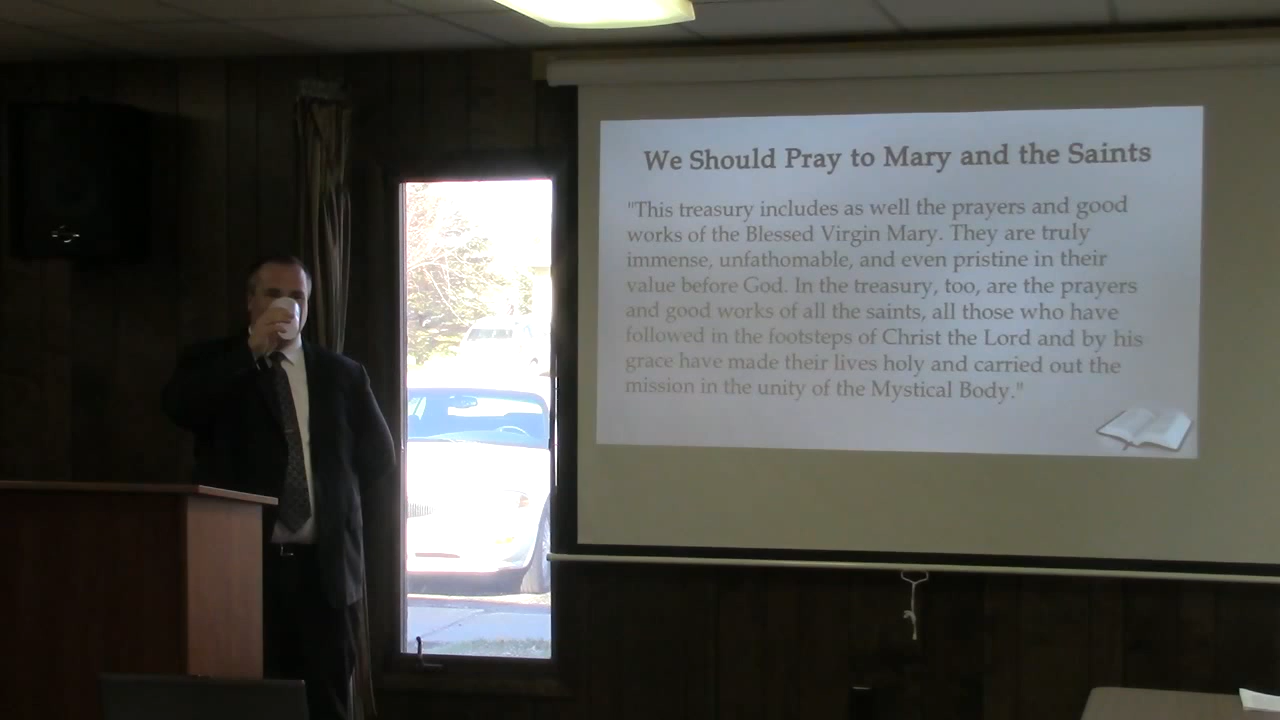 We Should Pray to Mary and the Saints
"This treasury includes as well the prayers and good
works of the Blessed Virgin Mary. They are truly
immense, unfathomable, and even pristine in their
value before God. In the treasury, too, are the prayers
and good works of all the saints, all those who have
followed in the footsteps of Christ the Lord and by his
grace have made their lives holy and carried out the
mission in the unity of the Mystical Body."